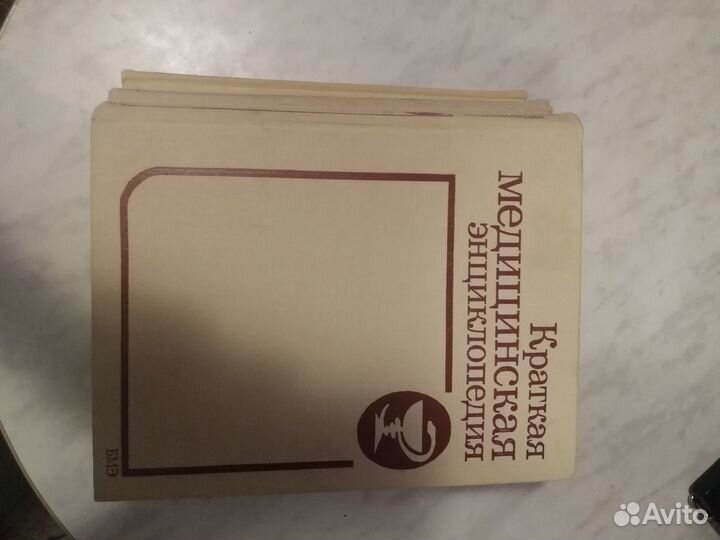 Краткая
медицинская
энциклопедия
БМЭ
Avito